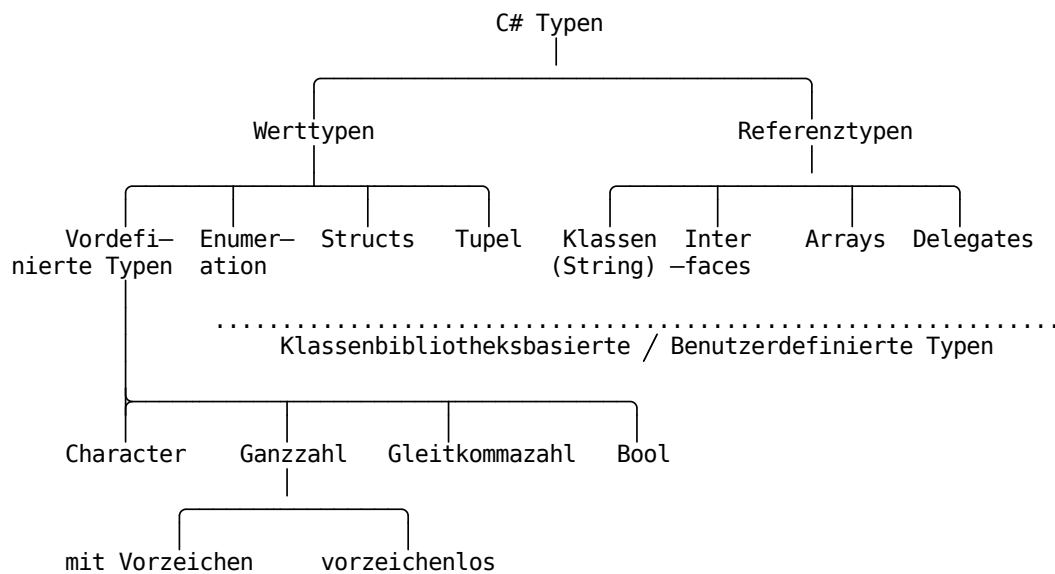 C# Typen
Werttypen Referenztypen
Vordefi– Enumer– Structs Tupel Klassen Inter Arrays Delegates
nierte Typen ation (String) –faces
Klassenbibliotheksbasierte / Benutzerdefinierte Typen
Character Ganzzahl Gleitkommazahl Bool
mit Vorzeichen vorzeichenlos